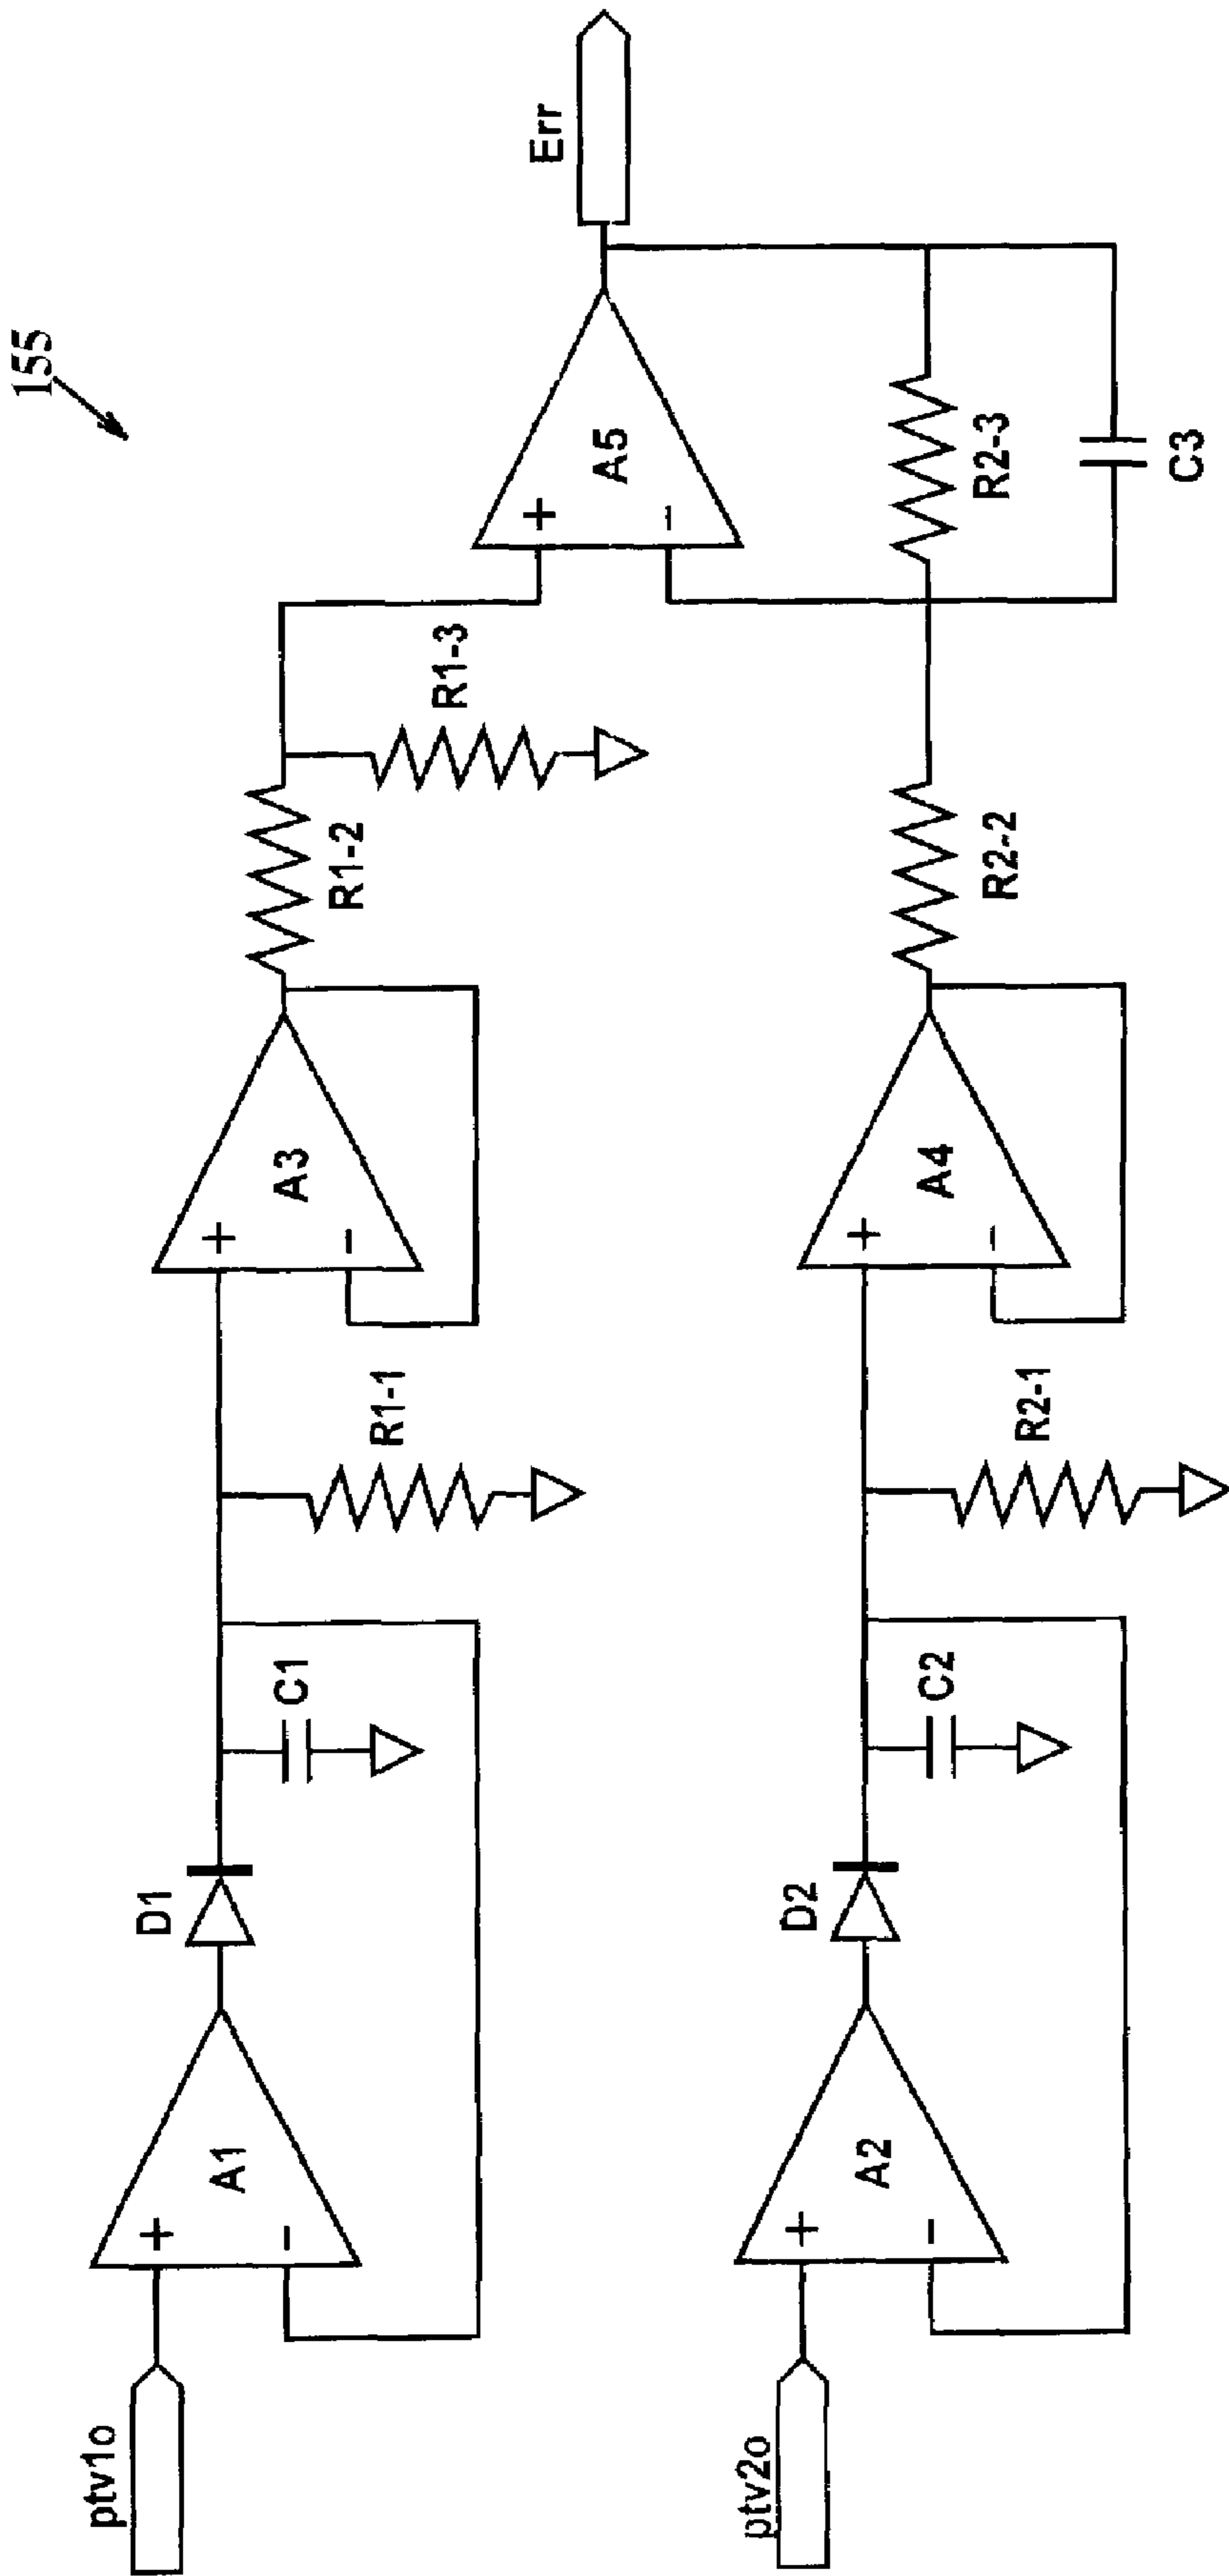 155
ptv1o
+
-
A1
D1
C1
R1-1
+
-
A3
R1-2
R1-3
+
-
A5
Err
ptv2o
+
-
A2
D2
C2
R2-1
+
-
A4
R2-2
R2-3
C3